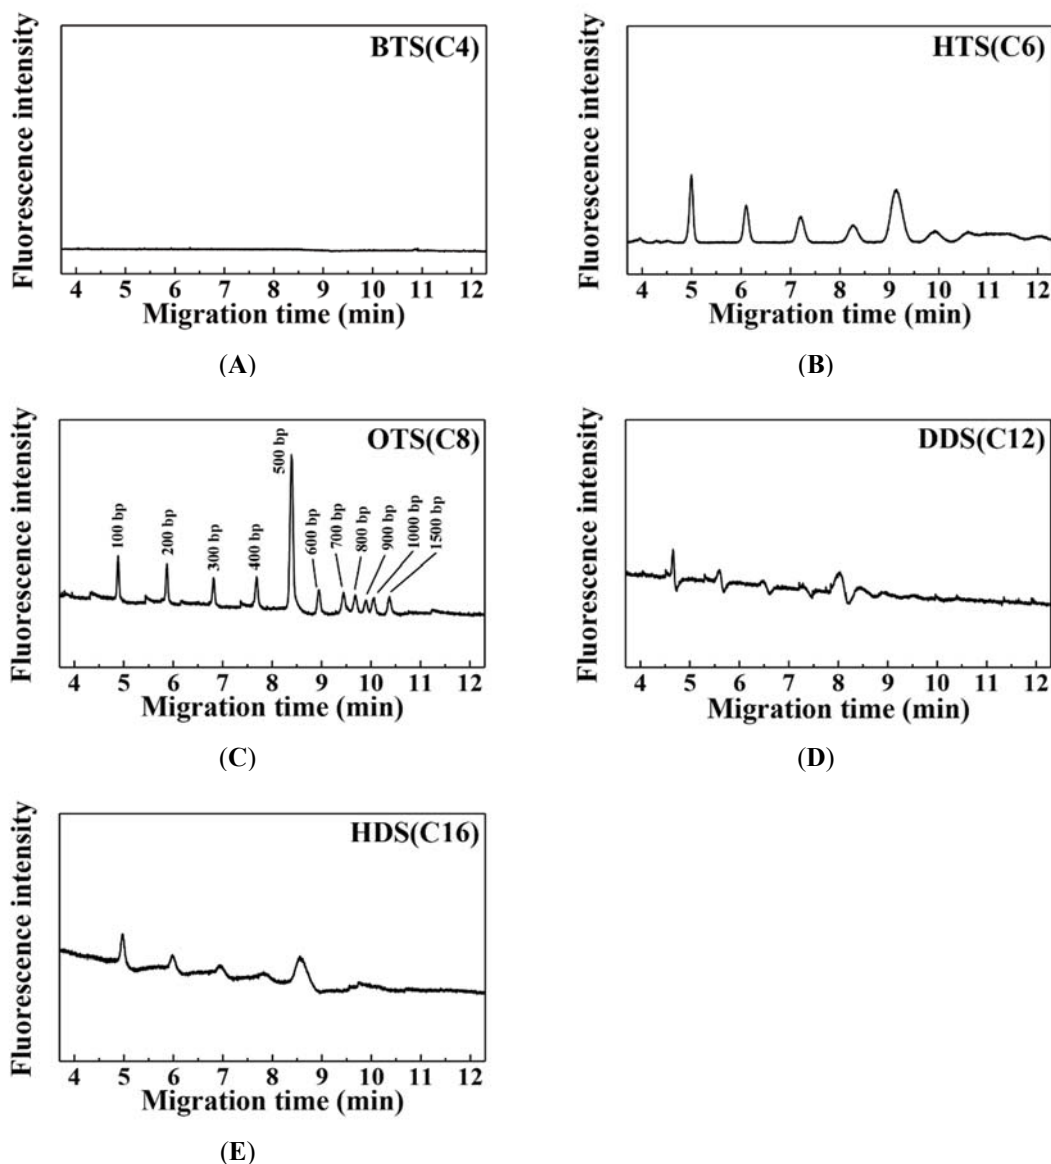 Fluorescence intensity
BTS(C4)
4 5 6 7 8 9 10 11 12
Migration time (min)
(A)
Fluorescence intensity
HTS(C6)
4 5 6 7 8 9 10 11 12
Migration time (min)
(B)
Fluorescence intensity
OTS(C8)
100 bp
200 bp
300 bp
400 bp
500 bp
600 bp
700 bp
800 bp
900 bp
1000 bp
1500 bp
4 5 6 7 8 9 10 11 12
Migration time (min)
(C)
Fluorescence intensity
DDS(C12)
4 5 6 7 8 9 10 11 12
Migration time (min)
(D)
Fluorescence intensity
HDS(C16)
4 5 6 7 8 9 10 11 12
Migration time (min)
(E)